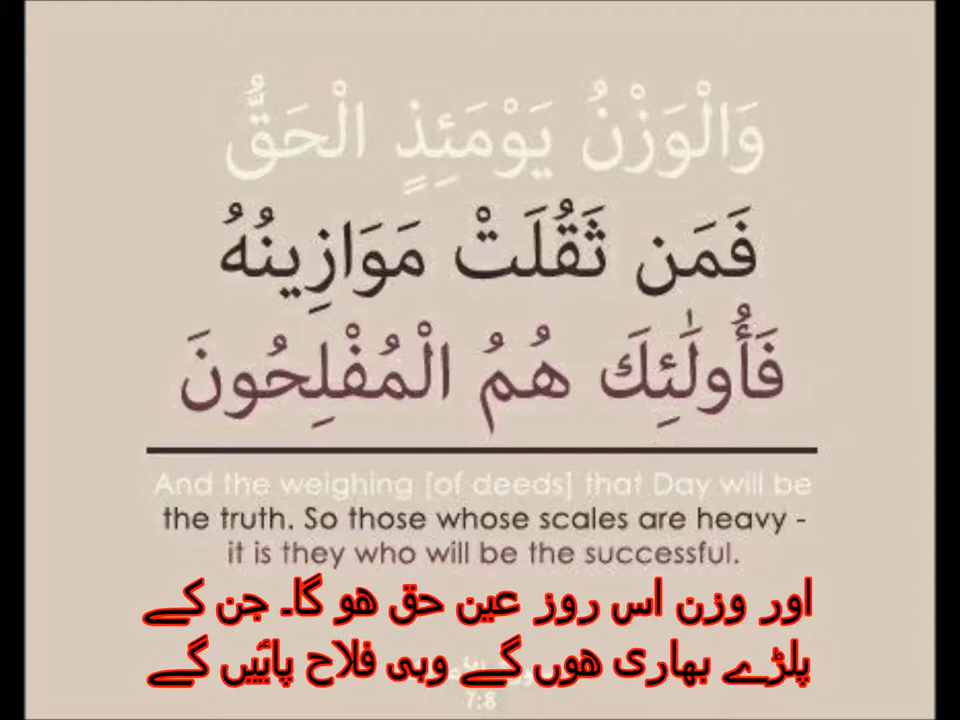 وَالْوَزْنُ يَوْمَئِذٍ الْحَقُّ
فَمَن ثَقُلَتْ مَوَازِينُهُ
فَأُولَٰئِكَ هُمُ الْمُفْلِحُونَ
And the weighing [of deeds] that Day will be
the truth. So those whose scales are heavy -
it is they who will be the successful.
اور وزن اس روز عین حق ھو گا۔ جن کے
پلڑے بھاری ھوں گے وہی فلاح پائیں گے
7:8